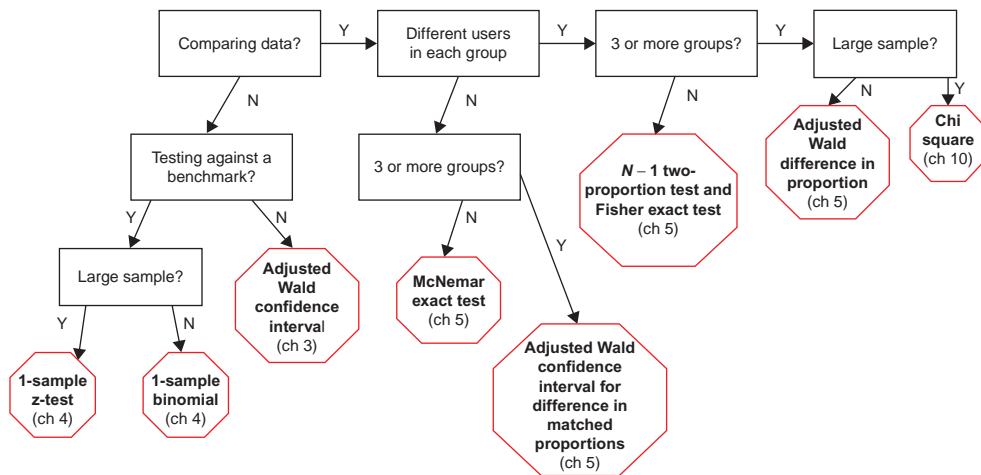 Comparing data?
Y
Different users
in each group
Y
3 or more groups?
Y
Large sample?
N
N
N
N
Y
Testing against a
benchmark?
3 or more groups?
N – 1 two-
proportion test and
Fisher exact test
(ch 5)
Adjusted
Wald
difference in
proportion
(ch 5)
Chi
square
(ch 10)
Y
N
N
Y
Large sample?
Adjusted
Wald
confidence
interval
(ch 3)
McNemar
exact test
(ch 5)
Y
N
1-sample
z-test
(ch 4)
1-sample
binomial
(ch 4)
Adjusted Wald
confidence
interval for
difference in
matched
proportions
(ch 5)